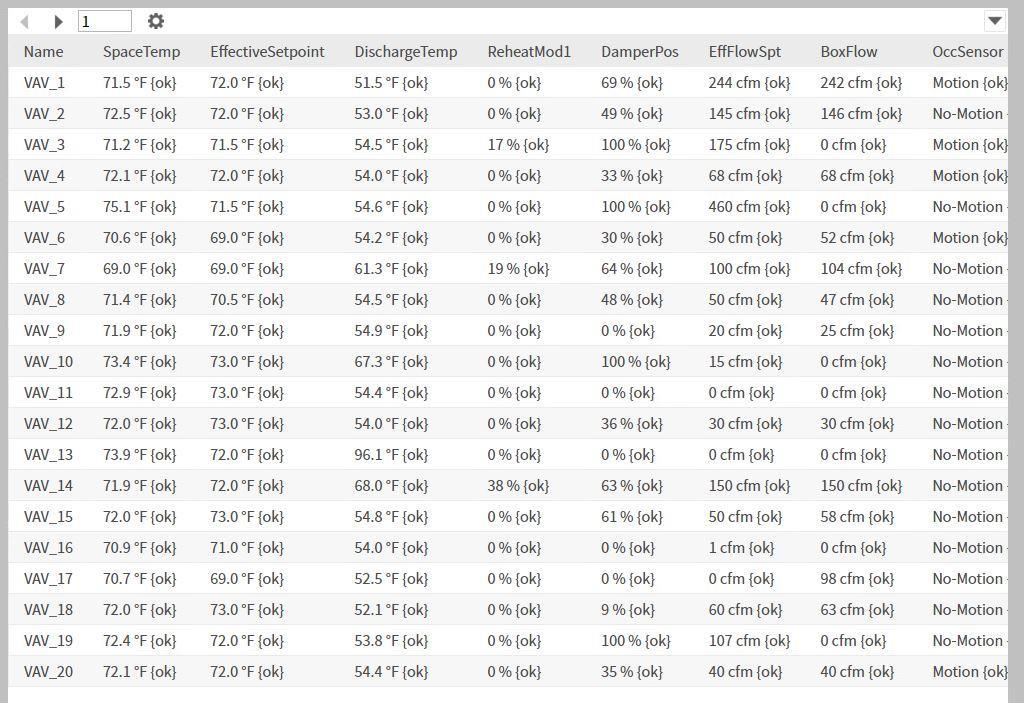 1
Name SpaceTemp EffectiveSetpoint DischargeTemp ReheatMod1 DamperPos EffFlowSpt BoxFlow OccSensor
VAV_1 71.5 °F {ok} 72.0 °F {ok} 51.5 °F {ok} 0 % {ok} 69 % {ok} 244 cfm {ok} 242 cfm {ok} Motion {ok}
VAV_2 72.5 °F {ok} 72.0 °F {ok} 53.0 °F {ok} 0 % {ok} 49 % {ok} 145 cfm {ok} 146 cfm {ok} No-Motion
VAV_3 71.2 °F {ok} 71.5 °F {ok} 54.5 °F {ok} 17 % {ok} 100 % {ok} 175 cfm {ok} 0 cfm {ok} Motion {ok}
VAV_4 72.1 °F {ok} 72.0 °F {ok} 54.0 °F {ok} 0 % {ok} 33 % {ok} 68 cfm {ok} 68 cfm {ok} Motion {ok}
VAV_5 75.1 °F {ok} 71.5 °F {ok} 54.6 °F {ok} 0 % {ok} 100 % {ok} 460 cfm {ok} 0 cfm {ok} No-Motion
VAV_6 70.6 °F {ok} 69.0 °F {ok} 54.2 °F {ok} 0 % {ok} 30 % {ok} 50 cfm {ok} 52 cfm {ok} Motion {ok}
VAV_7 69.0 °F {ok} 69.0 °F {ok} 61.3 °F {ok} 19 % {ok} 64 % {ok} 100 cfm {ok} 104 cfm {ok} No-Motion
VAV_8 71.4 °F {ok} 70.5 °F {ok} 54.5 °F {ok} 0 % {ok} 48 % {ok} 50 cfm {ok} 47 cfm {ok} No-Motion
VAV_9 71.9 °F {ok} 72.0 °F {ok} 54.9 °F {ok} 0 % {ok} 0 % {ok} 20 cfm {ok} 25 cfm {ok} No-Motion
VAV_10 73.4 °F {ok} 73.0 °F {ok} 67.3 °F {ok} 0 % {ok} 100 % {ok} 15 cfm {ok} 0 cfm {ok} No-Motion
VAV_11 72.9 °F {ok} 73.0 °F {ok} 54.4 °F {ok} 0 % {ok} 0 % {ok} 0 cfm {ok} 0 cfm {ok} No-Motion
VAV_12 72.0 °F {ok} 73.0 °F {ok} 54.0 °F {ok} 0 % {ok} 36 % {ok} 30 cfm {ok} 30 cfm {ok} No-Motion
VAV_13 73.9 °F {ok} 72.0 °F {ok} 96.1 °F {ok} 0 % {ok} 0 % {ok} 0 cfm {ok} 0 cfm {ok} No-Motion
VAV_14 71.9 °F {ok} 72.0 °F {ok} 68.0 °F {ok} 38 % {ok} 63 % {ok} 150 cfm {ok} 150 cfm {ok} No-Motion
VAV_15 72.0 °F {ok} 73.0 °F {ok} 54.8 °F {ok} 0 % {ok} 61 % {ok} 50 cfm {ok} 58 cfm {ok} No-Motion
VAV_16 70.9 °F {ok} 71.0 °F {ok} 54.0 °F {ok} 0 % {ok} 0 % {ok} 1 cfm {ok} 0 cfm {ok} No-Motion
VAV_17 70.7 °F {ok} 69.0 °F {ok} 52.5 °F {ok} 0 % {ok} 0 % {ok} 0 cfm {ok} 98 cfm {ok} No-Motion
VAV_18 72.0 °F {ok} 73.0 °F {ok} 52.1 °F {ok} 0 % {ok} 9 % {ok} 60 cfm {ok} 63 cfm {ok} No-Motion
VAV_19 72.4 °F {ok} 72.0 °F {ok} 53.8 °F {ok} 0 % {ok} 100 % {ok} 107 cfm {ok} 0 cfm {ok} No-Motion
VAV_20 72.1 °F {ok} 72.0 °F {ok} 54.4 °F {ok} 0 % {ok} 35 % {ok} 40 cfm {ok} 40 cfm {ok} Motion {ok}